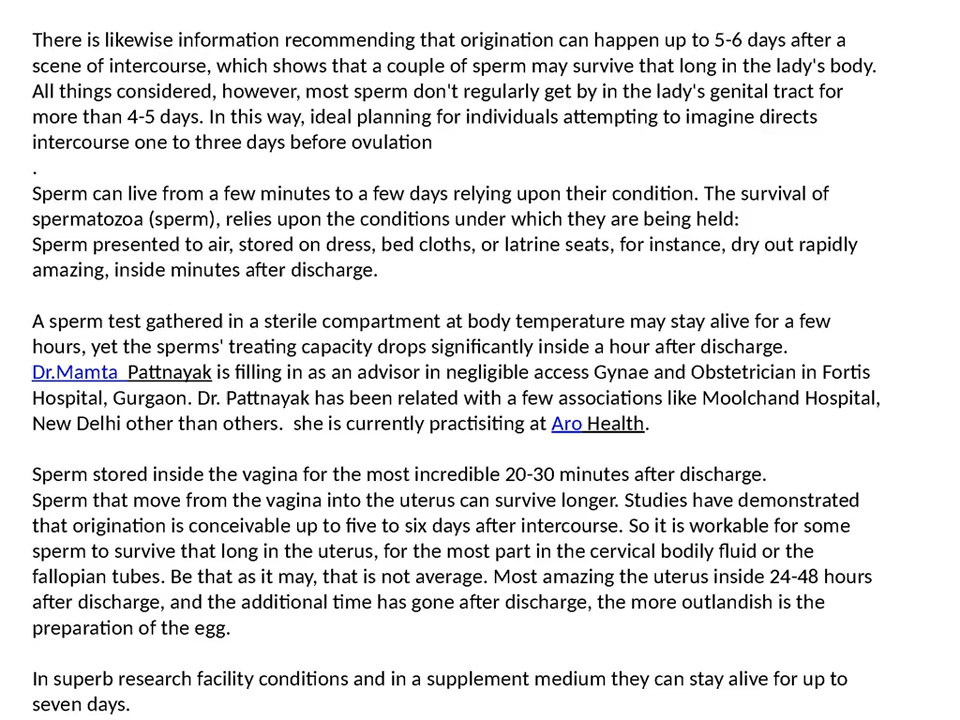 There is likewise information recommending that origination can happen up to 5-6 days after a
scene of intercourse, which shows that a couple of sperm may survive that long in the lady's body.
All things considered, however, most sperm don't regularly get by in the lady's genital tract for
more than 4-5 days. In this way, ideal planning for individuals attempting to imagine directs
intercourse one to three days before ovulation
.
Sperm can live from a few minutes to a few days relying upon their condition. The survival of
spermatozoa (sperm), relies upon the conditions under which they are being held:
Sperm presented to air, stored on dress, bed cloths, or latrine seats, for instance, dry out rapidly
amazing, inside minutes after discharge.
A sperm test gathered in a sterile compartment at body temperature may stay alive for a few
hours, yet the sperms' treating capacity drops significantly inside a hour after discharge.
Dr.Mamta  Pattnayak is filling in as an advisor in negligible access Gynae and Obstetrician in Fortis
Hospital, Gurgaon. Dr. Pattnayak has been related with a few associations like Moolchand Hospital,
New Delhi other than others.  she is currently practisiting at Aro Health.
Sperm stored inside the vagina for the most incredible 20-30 minutes after discharge.
Sperm that move from the vagina into the uterus can survive longer. Studies have demonstrated
that origination is conceivable up to five to six days after intercourse. So it is workable for some
sperm to survive that long in the uterus, for the most part in the cervical bodily fluid or the
fallopian tubes. Be that as it may, that is not average. Most amazing the uterus inside 24-48 hours
after discharge, and the additional time has gone after discharge, the more outlandish is the
preparation of the egg.
In superb research facility conditions and in a supplement medium they can stay alive for up to
seven days.